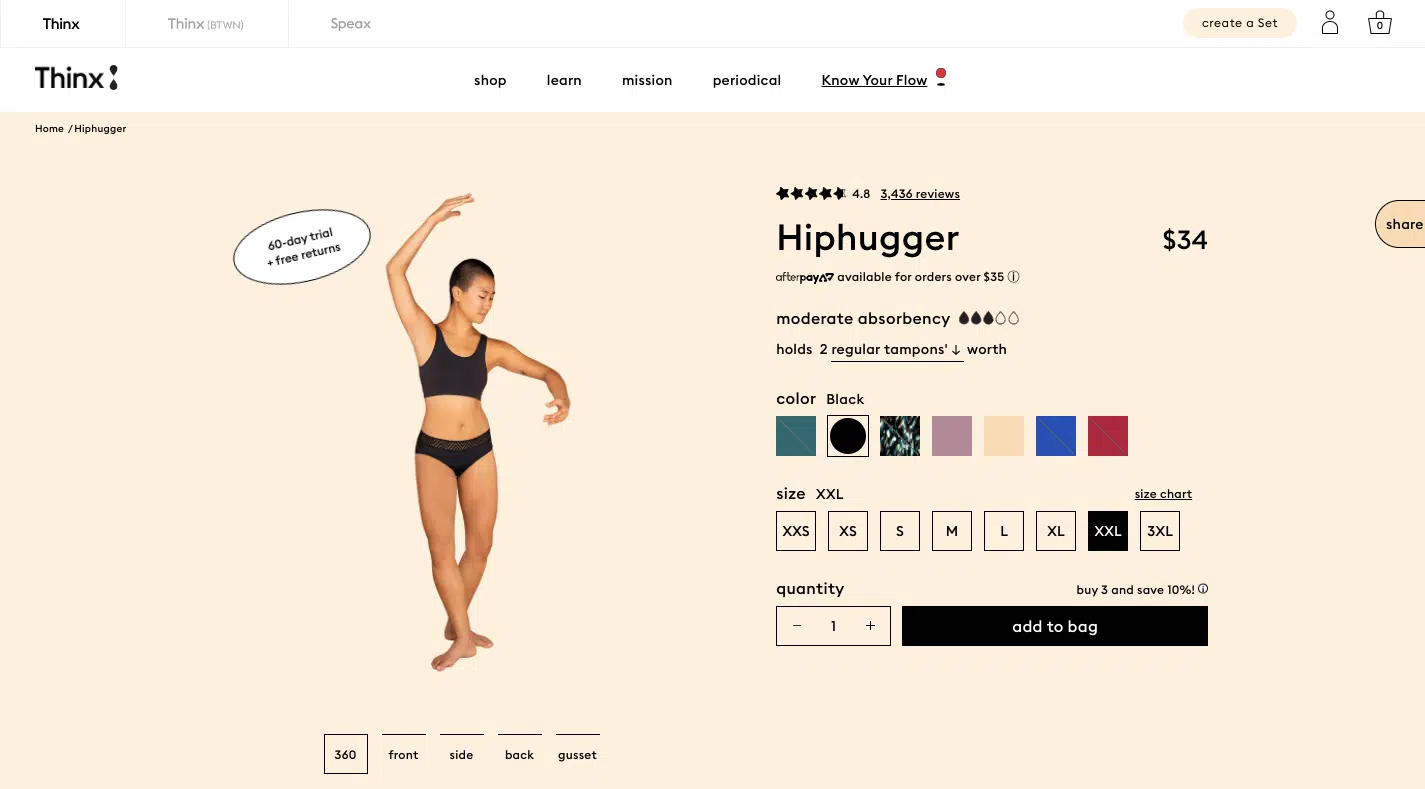 Thinx
Thinx (BTWN)
Speax
create a Set
0
Thinx
shop
learn
mission
periodical
Know Your Flow
Home / Hiphugger
60-day trial
+ free returns
4.8 3,436 reviews
Hiphugger
$34
afterpay available for orders over $35
share
moderate absorbency
holds 2 regular tampons' ↓ worth
color Black
size XXL
size chart
XXS
XS
S
M
L
XL
XXL
3XL
quantity
buy 3 and save 10%!
− 1 +
add to bag
360
front
side
back
gusset